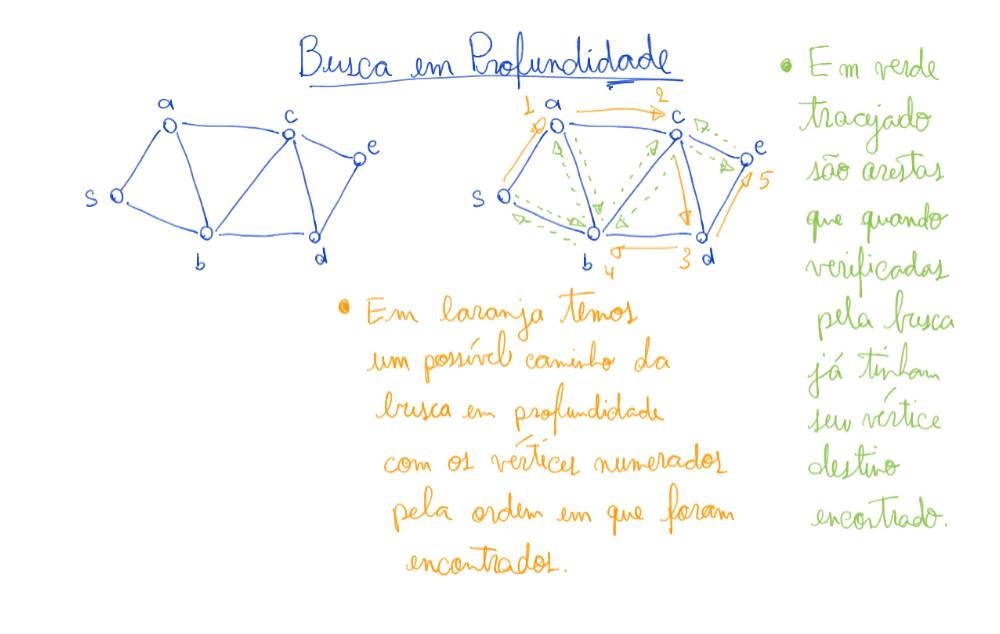 Busca em Profundidade
a
c
e
s
b
d
1
a
2
c
e
5
s
b
4
3
d
• Em laranja temos
um possível caminho da
busca em profundidade
com os vértices numerados
pela ordem em que foram
encontrados.
• Em verde
tracejado
são arestas
que quando
verificadas
pela busca
já tinham
seu vértice
destino
encontrado.